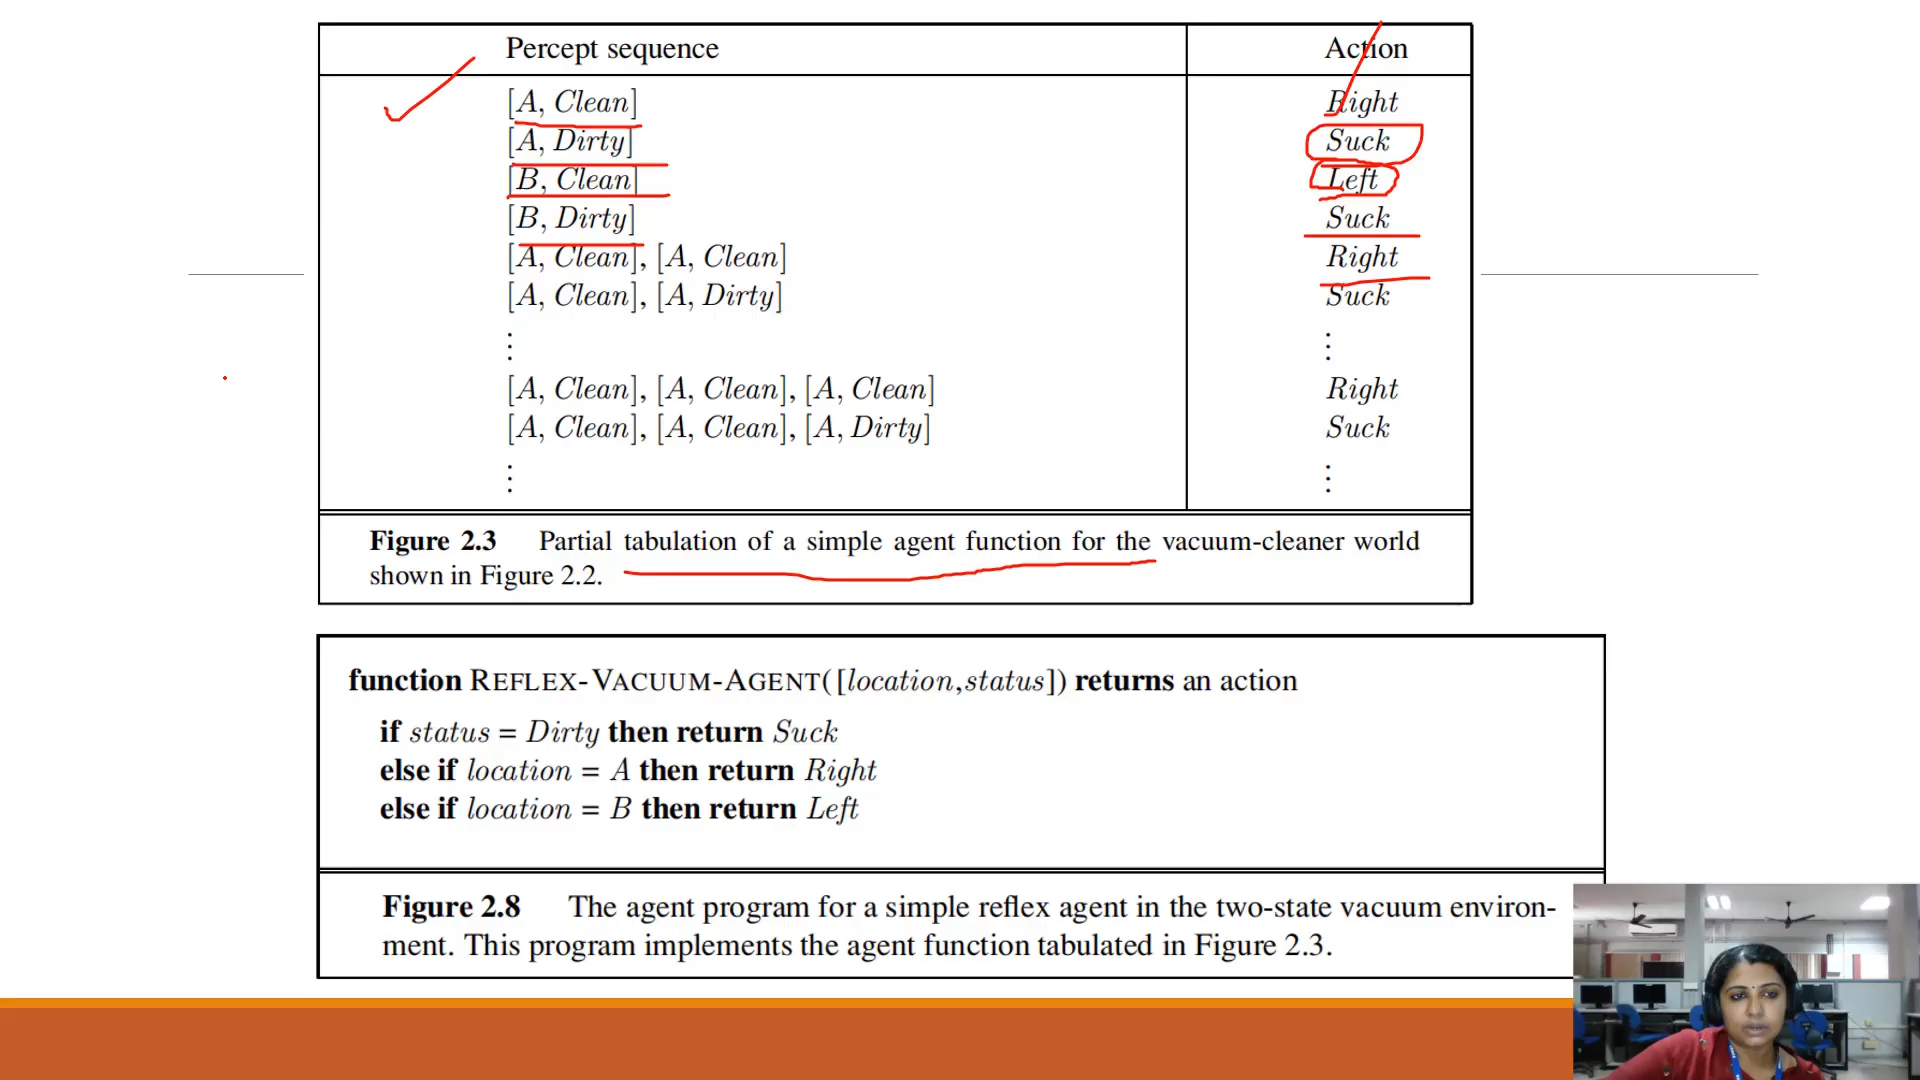 Percept sequence Action
[A, Clean] Right
[A, Dirty] Suck
[B, Clean] Left
[B, Dirty] Suck
[A, Clean], [A, Clean] Right
[A, Clean], [A, Dirty] Suck
⋮ ⋮
[A, Clean], [A, Clean], [A, Clean] Right
[A, Clean], [A, Clean], [A, Dirty] Suck
⋮ ⋮
Figure 2.3 Partial tabulation of a simple agent function for the vacuum-cleaner world
shown in Figure 2.2.
function REFLEX-VACUUM-AGENT([location,status]) returns an action
if status = Dirty then return Suck
else if location = A then return Right
else if location = B then return Left
Figure 2.8 The agent program for a simple reflex agent in the two-state vacuum environ-
ment. This program implements the agent function tabulated in Figure 2.3.